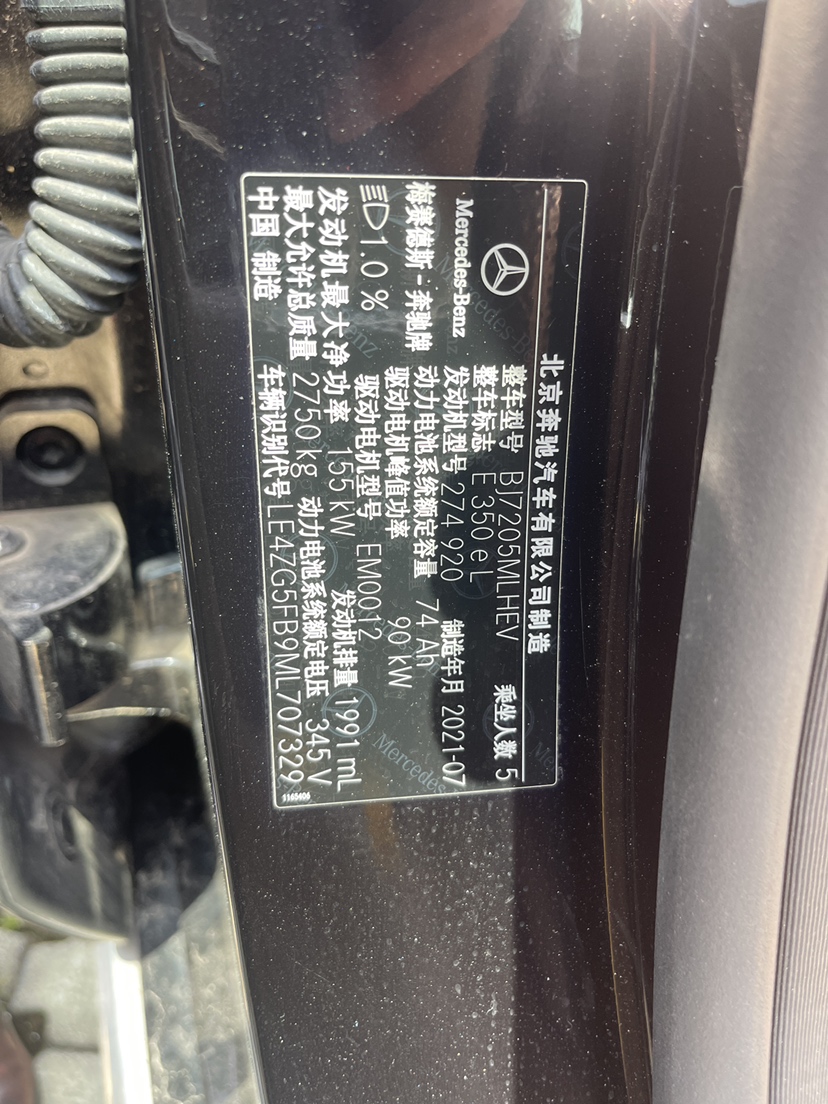 北京奔驰汽车有限公司制造
Mercedes-Benz
梅赛德斯-奔驰牌
1.0 %
整车型号 BJ7205MLHEV 乘坐人数 5
整车标志 E 350 eL
发动机型号 274 920 制造年月 2021-07
动力电池系统额定容量 74 Ah
驱动电机峰值功率 90 kW
驱动电机型号 EM0012
发动机最大净功率 155 kW 发动机排量 1991 mL
最大允许总质量 2750 kg 动力电池系统额定电压 345 V
中国 制造 车辆识别代号 LE4ZG5FB9ML707329
1165406